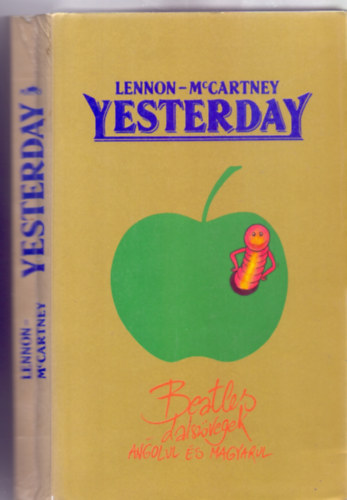 LENNON - McCARTNEY
YESTERDAY
Beatles
dalszövegek
ANGOLUL ÉS MAGYARUL
LENNON-
McCARTNEY
YESTERDAY